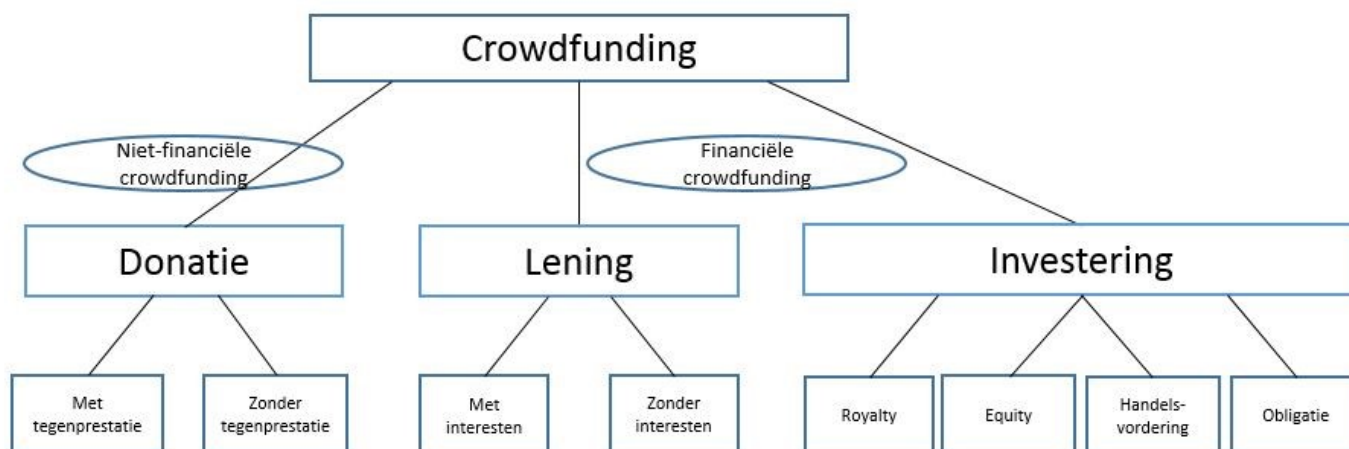 Crowdfunding
Niet-financiële
crowdfunding
Financiële
crowdfunding
Donatie
Lening
Investering
Met
tegenprestatie
Zonder
tegenprestatie
Met
interesten
Zonder
interesten
Royalty
Equity
Handels-
vordering
Obligatie